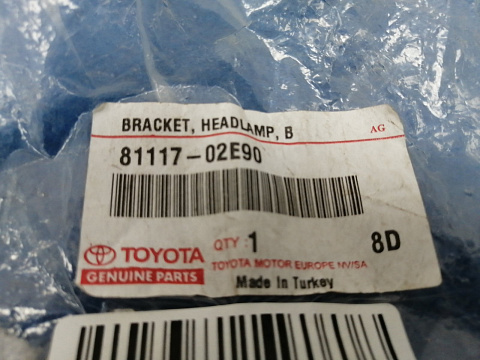 BRACKET, HEADLAMP, B
AG
81117-02E90
TOYOTA
GENUINE PARTS
QTY: 1
8D
TOYOTA MOTOR EUROPE NV/SA
Made in Turkey